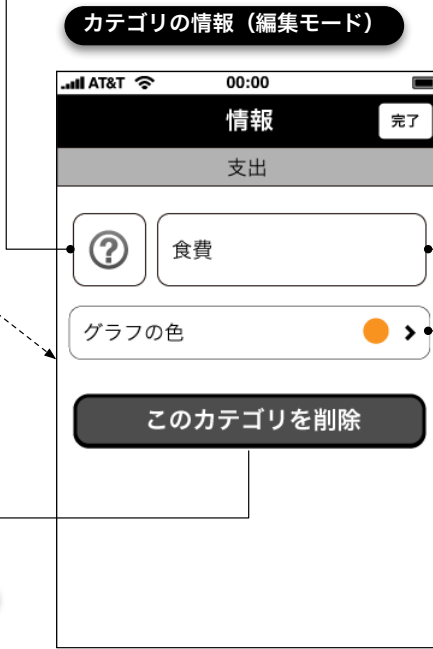 カテゴリの情報（編集モード）
AT&T 00:00
情報 完了
支出
食費
グラフの色
このカテゴリを削除